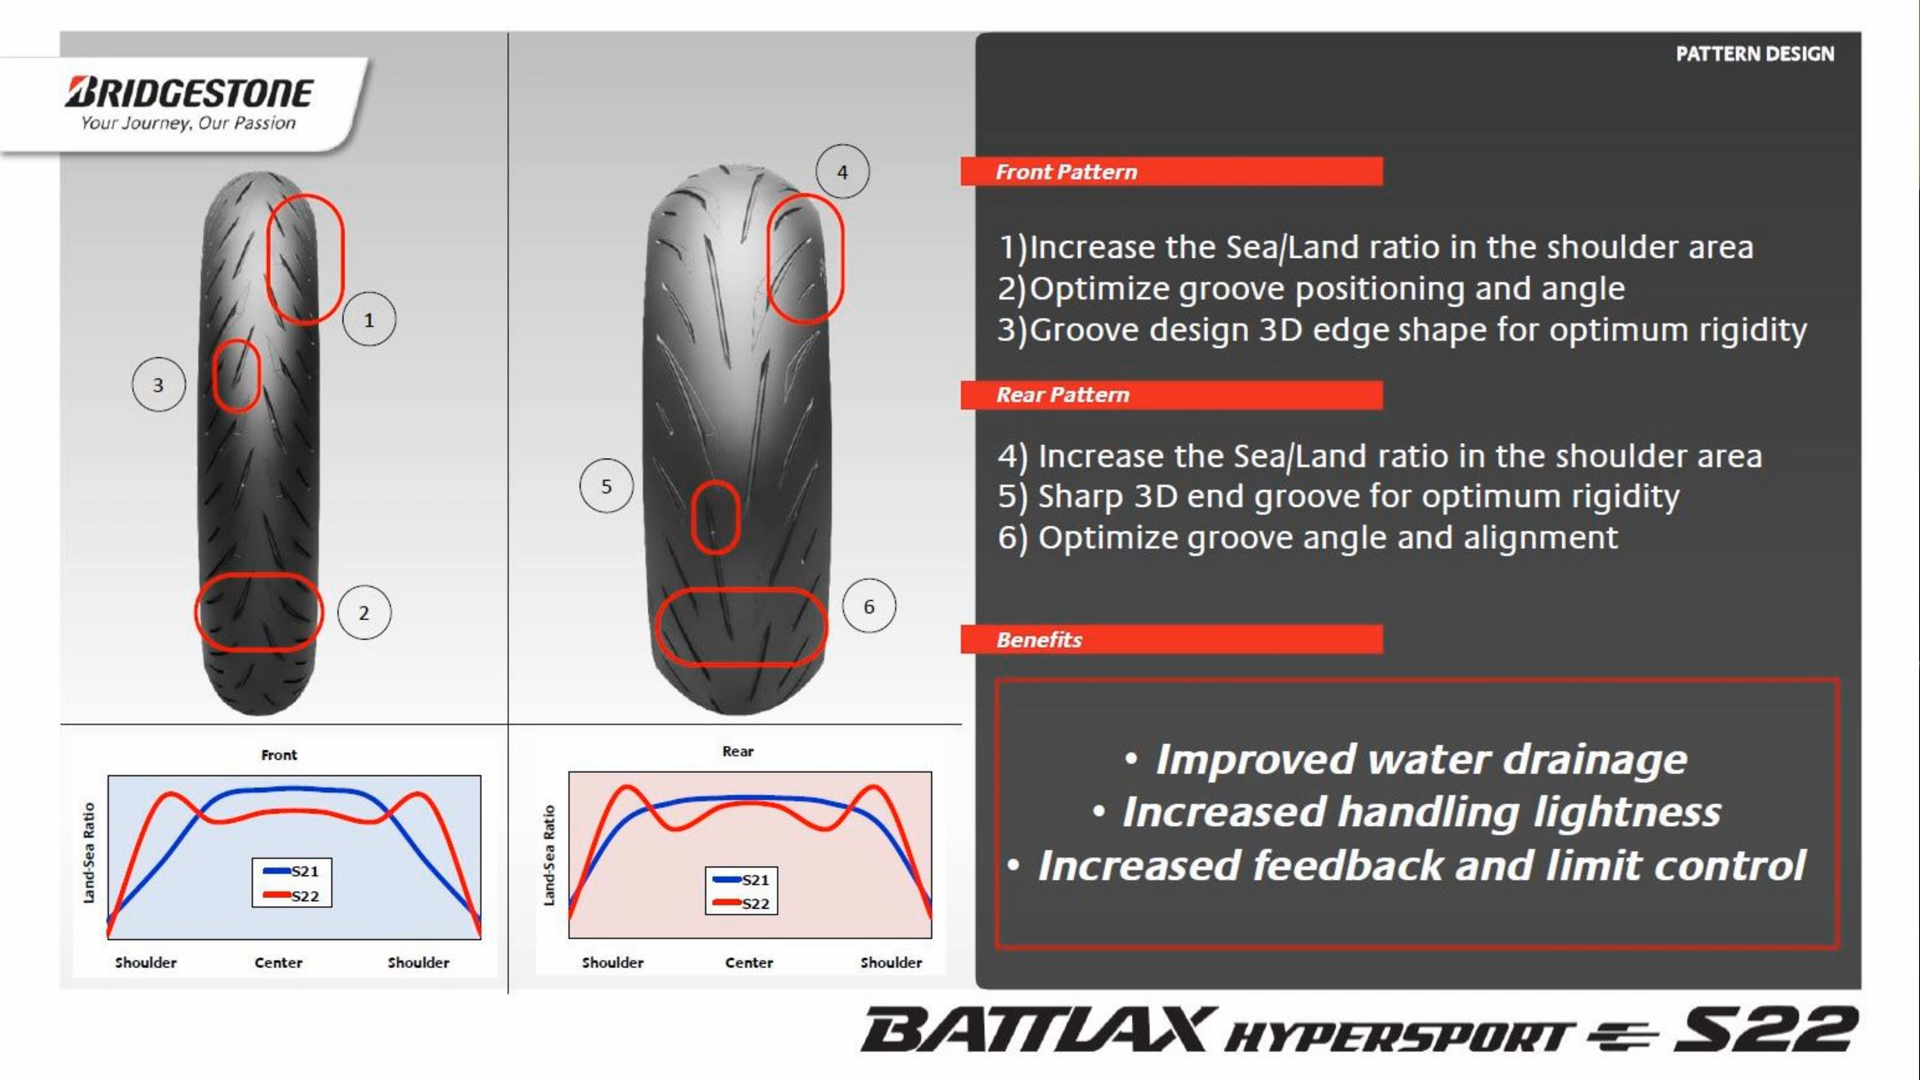 PATTERN DESIGN
BRIDGESTONE
Your Journey, Our Passion
4
1
3
5
2
6
Front Pattern
1)Increase the Sea/Land ratio in the shoulder area
2)Optimize groove positioning and angle
3)Groove design 3D edge shape for optimum rigidity
Rear Pattern
4) Increase the Sea/Land ratio in the shoulder area
5) Sharp 3D end groove for optimum rigidity
6) Optimize groove angle and alignment
Benefits
• Improved water drainage
• Increased handling lightness
• Increased feedback and limit control
Front
Land-Sea Ratio
S21
S22
Shoulder Center Shoulder
Rear
Land-Sea Ratio
S21
S22
Shoulder Center Shoulder
BATTLAX HYPERSPORT S22